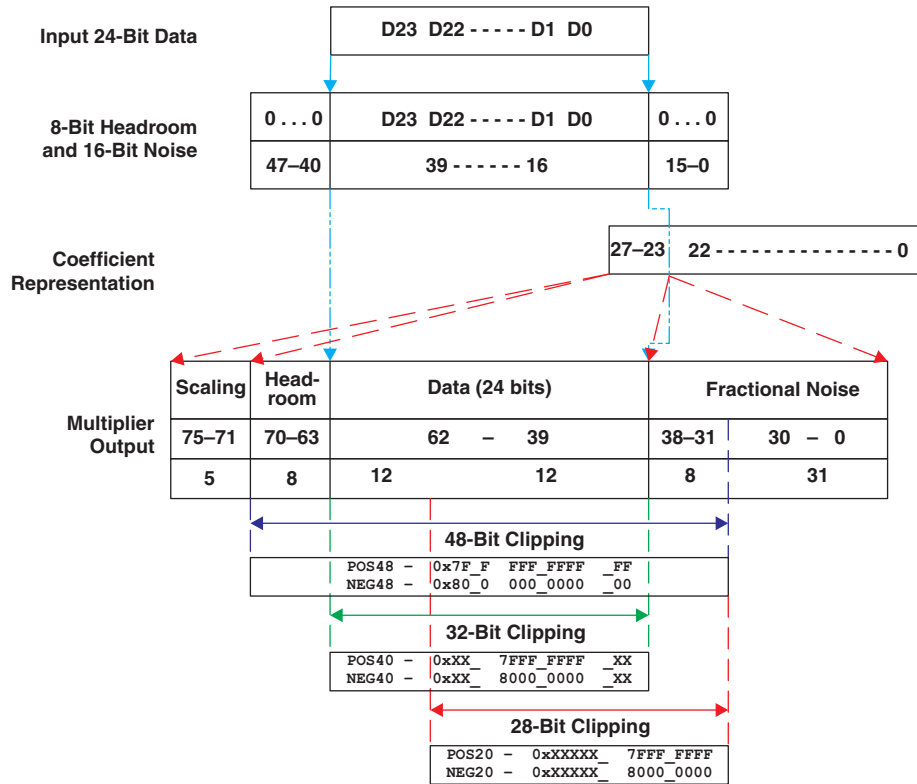 Input 24-Bit Data
D23 D22 - - - - - D1 D0
8-Bit Headroom
and 16-Bit Noise
0 . . . 0
D23 D22 - - - - - D1 D0
0 . . . 0
47–40
39 - - - - - - 16
15–0
Coefficient
Representation
27–23
22 - - - - - - - - - - - - - - - 0
Multiplier
Output
Scaling
Head-
room
Data (24 bits)
Fractional Noise
75–71
70–63
62 – 39
38–31
30 – 0
5
8
12
12
8
31
48-Bit Clipping
POS48 – 0x7F_F FFF_FFFF _FF
NEG48 – 0x80_0 000_0000 _00
32-Bit Clipping
POS40 – 0xXX_ 7FFF_FFFF _XX
NEG40 – 0xXX_ 8000_0000 _XX
28-Bit Clipping
POS20 – 0xXXXXX_ 7FFF_FFFF
NEG20 – 0xXXXXX_ 8000_0000